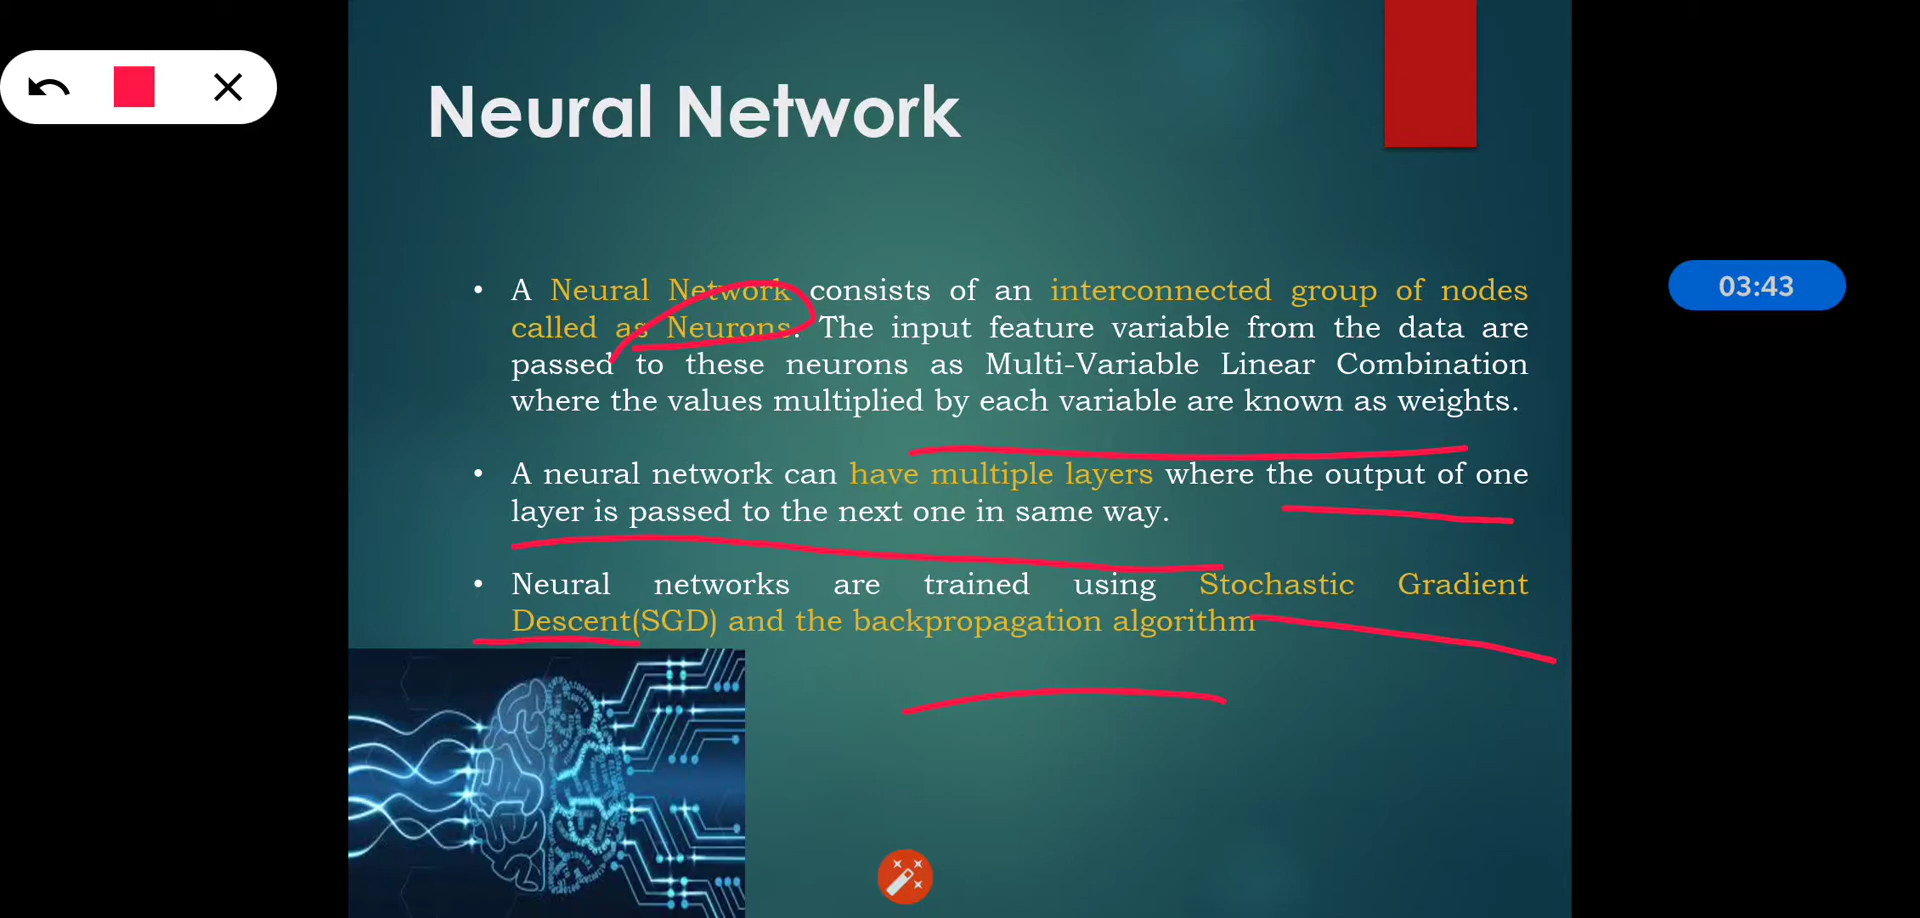 Neural Network
03:43
• A Neural Network consists of an interconnected group of nodes
called as Neurons. The input feature variable from the data are
passed to these neurons as Multi-Variable Linear Combination
where the values multiplied by each variable are known as weights.
• A neural network can have multiple layers where the output of one
layer is passed to the next one in same way.
• Neural networks are trained using Stochastic Gradient
Descent(SGD) and the backpropagation algorithm